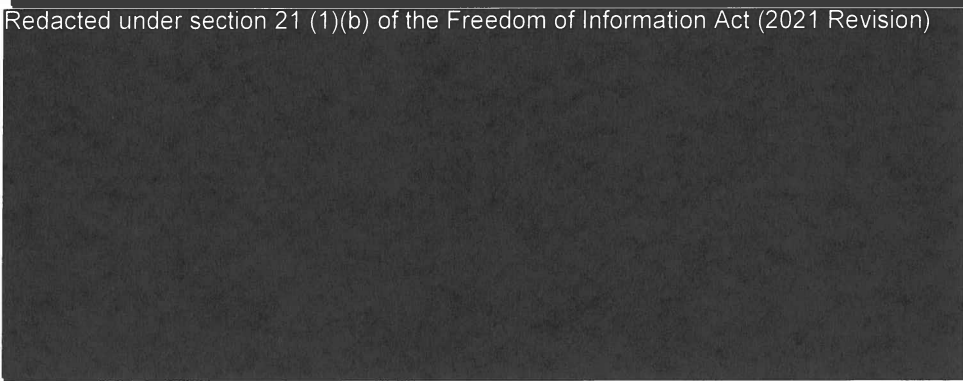 Redacted under section 21 (1)(b) of the Freedom of Information Act (2021 Revision)